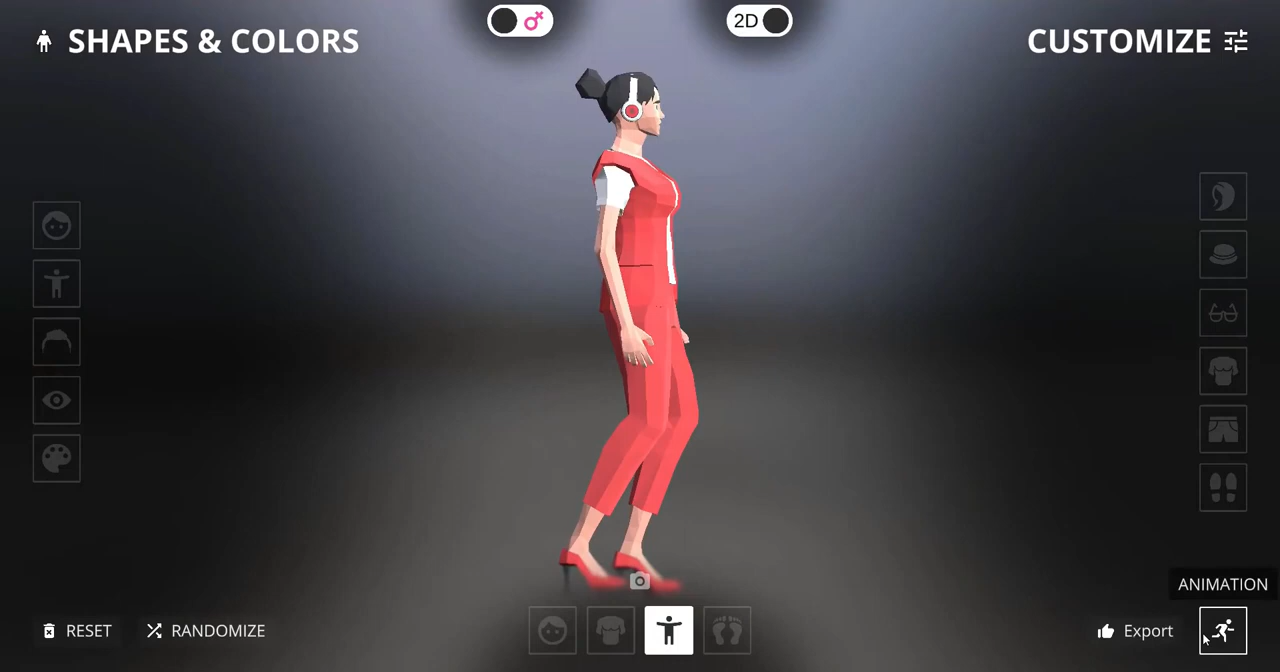 SHAPES & COLORS
2D
CUSTOMIZE
ANIMATION
RESET
RANDOMIZE
Export